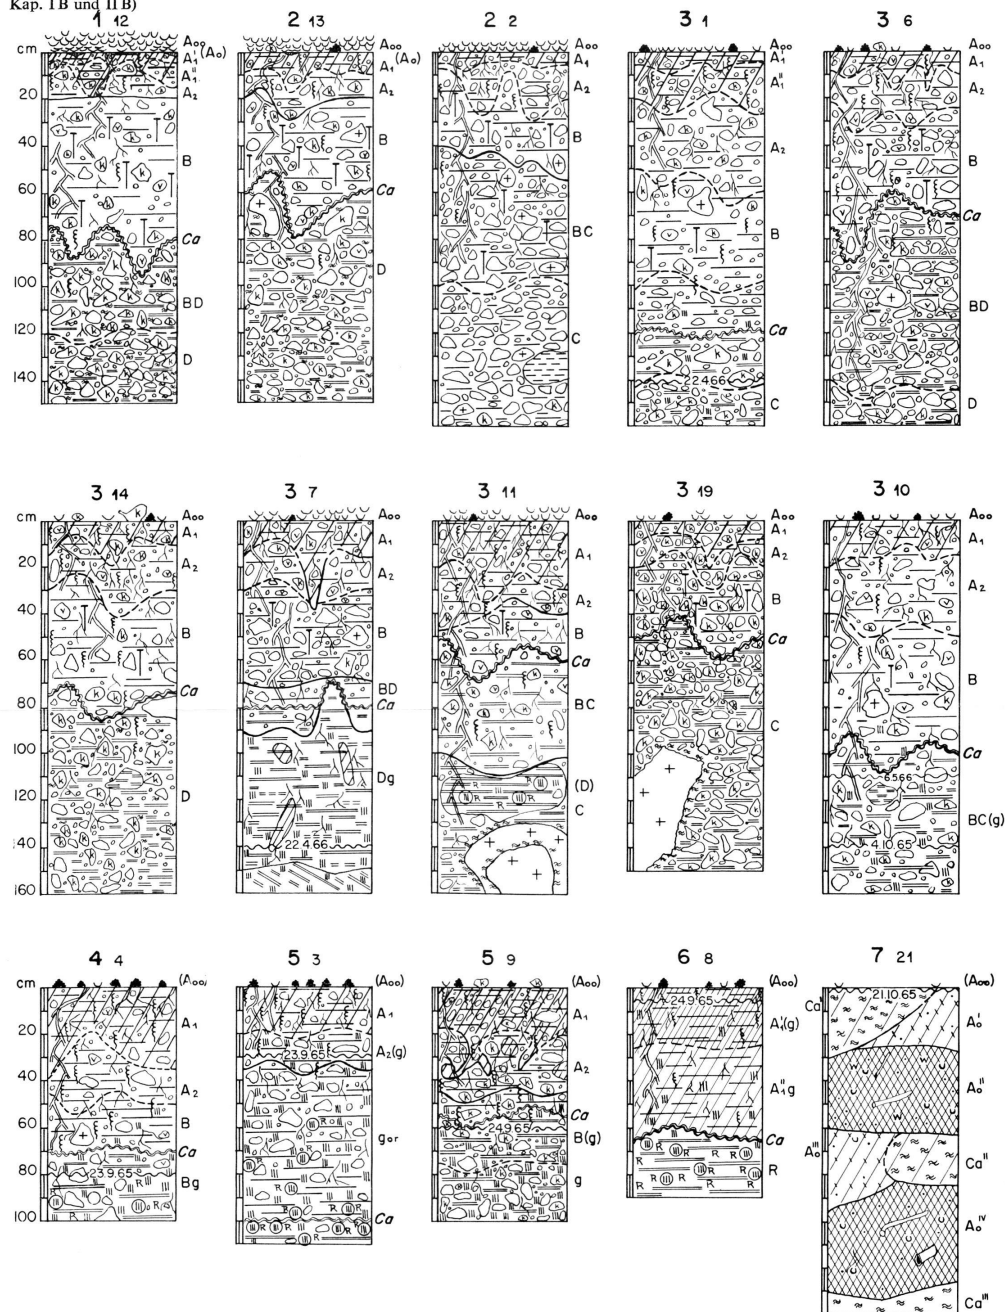 Kap. I B und II B)
1 12
cm
20
40
60
80
100
120
140
A₀₀
A₁' (A₀)
A₁''
A₂
B
Ca
BD
D
2 13
A₀₀
A₁ (A₀)
A₂
B
Ca
D
2 2
A₀₀
A₁
A₂
B
BC
C
3 1
A₀₀
A₁'
A₁''
A₂
B
Ca
22.4.66
C
3 6
A₀₀
A₁
A₂
B
Ca
BD
D
3 14
cm
20
40
60
80
100
120
140
160
A₀₀
A₁
A₂
B
Ca
D
3 7
A₀₀
A₁
A₂
B
BD
Ca
Dg
22.4.66
3 11
A₀₀
A₁
A₂
B
Ca
BC
(D)
C
3 19
A₀₀
A₁
A₂
B
Ca
C
3 10
A₀₀
A₁
A₂
B
Ca
6.5.66
BC(g)
4.10.65
4 4
cm
20
40
60
80
100
(A₀₀)
A₁
A₂
B
Ca
23.9.65
Bg
5 3
(A₀₀)
A₁
A₂(g)
23.9.65
g or
Ca
5 9
(A₀₀)
A₁
A₂
Ca
24.9.65
B(g)
g
6 8
(A₀₀)
24.9.65
A₁'(g)
A₁''g
Ca
R
7 21
(A₀₀)
Ca'
21.10.65
A₀'
A₀''
A₀'''
Ca''
A₀ᴵⱽ
Ca'''